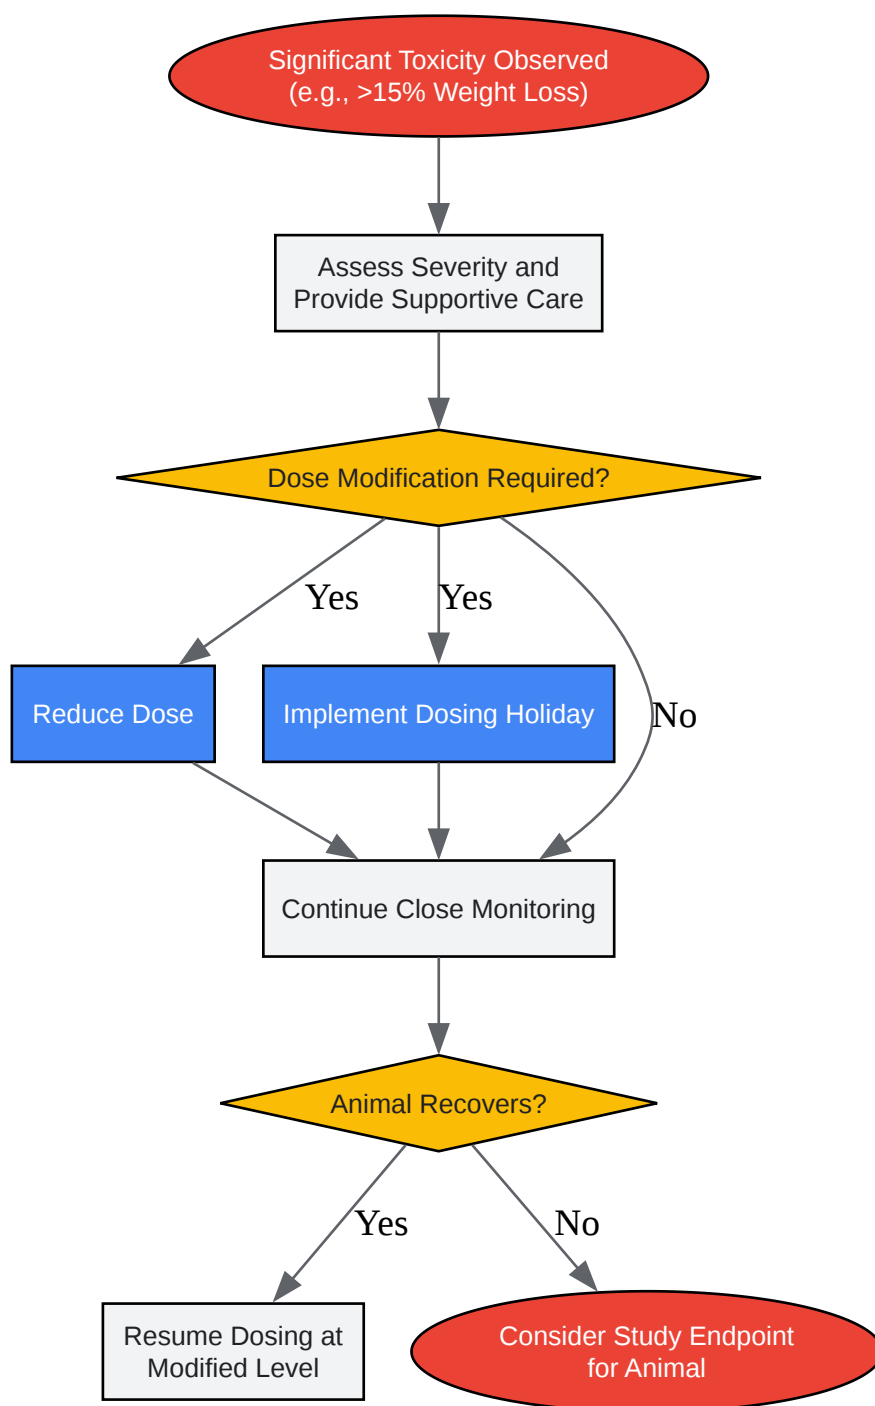 Significant Toxicity Observed
(e.g., >15% Weight Loss)
Assess Severity and
Provide Supportive Care
Dose Modification Required?
Yes
Yes
No
Reduce Dose
Implement Dosing Holiday
Continue Close Monitoring
Animal Recovers?
Yes
No
Resume Dosing at
Modified Level
Consider Study Endpoint
for Animal